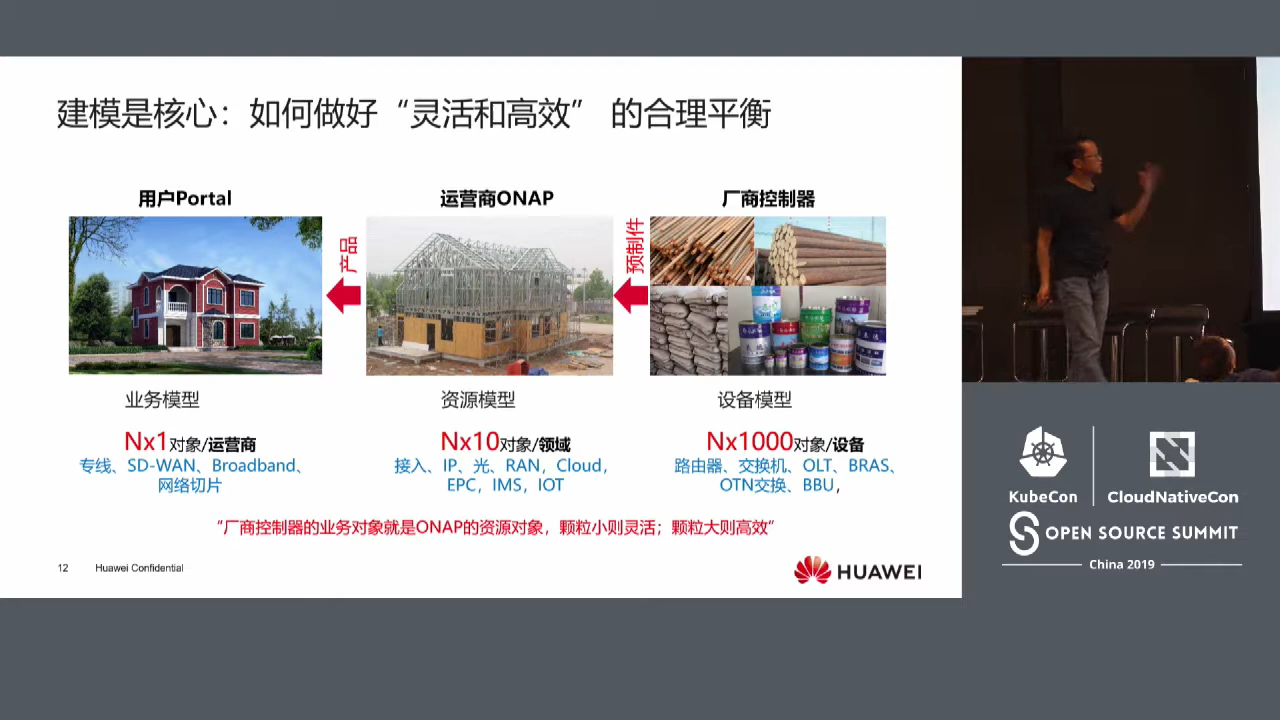 建模是核心：如何做好“灵活和高效” 的合理平衡
用户Portal
运营商ONAP
厂商控制器
产品
预制件
业务模型
资源模型
设备模型
Nx1对象/运营商
专线、SD-WAN、Broadband、
网络切片
Nx10对象/领域
接入、IP、光、RAN，Cloud，
EPC，IMS，IOT
Nx1000对象/设备
路由器、交换机、OLT、BRAS、
OTN交换、BBU，
“厂商控制器的业务对象就是ONAP的资源对象，颗粒小则灵活；颗粒大则高效”
12
Huawei Confidential
HUAWEI
KubeCon
CloudNativeCon
OPEN SOURCE SUMMIT
China 2019